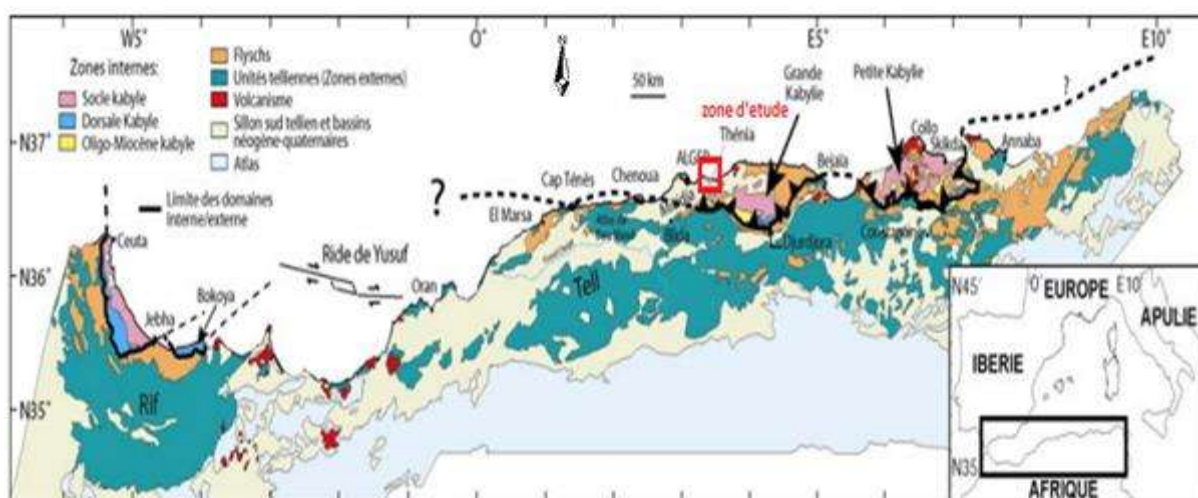 W5°
O°
E5°
E10°
N
Zones internes:
Socle kabyle
Dorsale Kabyle
Oligo-Miocène kabyle
Flyschs
Unités telliennes (Zones externes)
Volcanisme
Sillon sud tellien et bassins
néogène-quaternaires
Atlas
Limite des domaines
interne/externe
50 km
zone d'etude
Grande
Kabylie
Petite Kabylie
?
N37°
N36°
N35°
Thénia
ALGER
Chenoua
Cap Ténès
El Marsa
?
Bejaia
Collo
Skikda
Annaba
Blida
Djurdjura
Ceuta
Jebha
Bokoya
Ride de Yusuf
Oran
Tell
Rif
N45°
O°
E10°
EUROPE
APULIE
IBERIE
N35
AFRIQUE